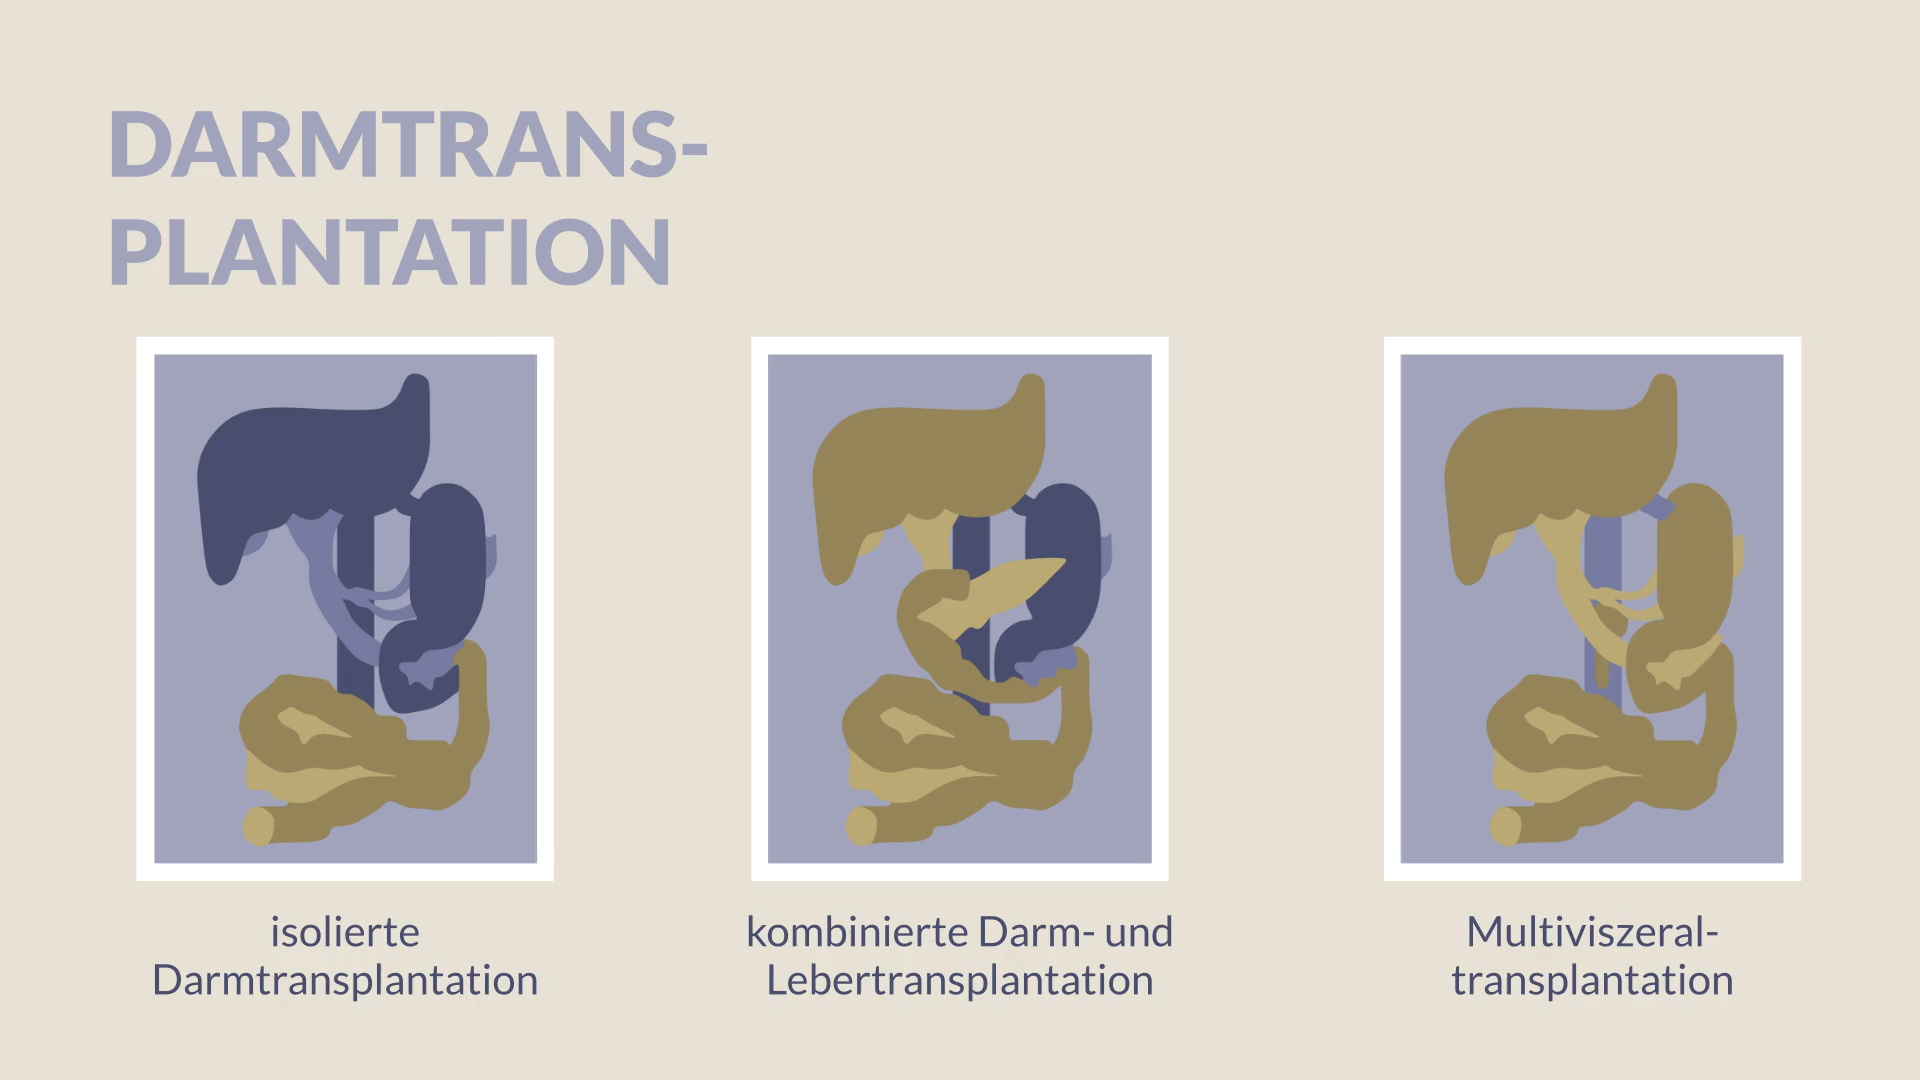 DARMTRANS-
PLANTATION
isolierte
Darmtransplantation
kombinierte Darm- und
Lebertransplantation
Multiviszeral-
transplantation